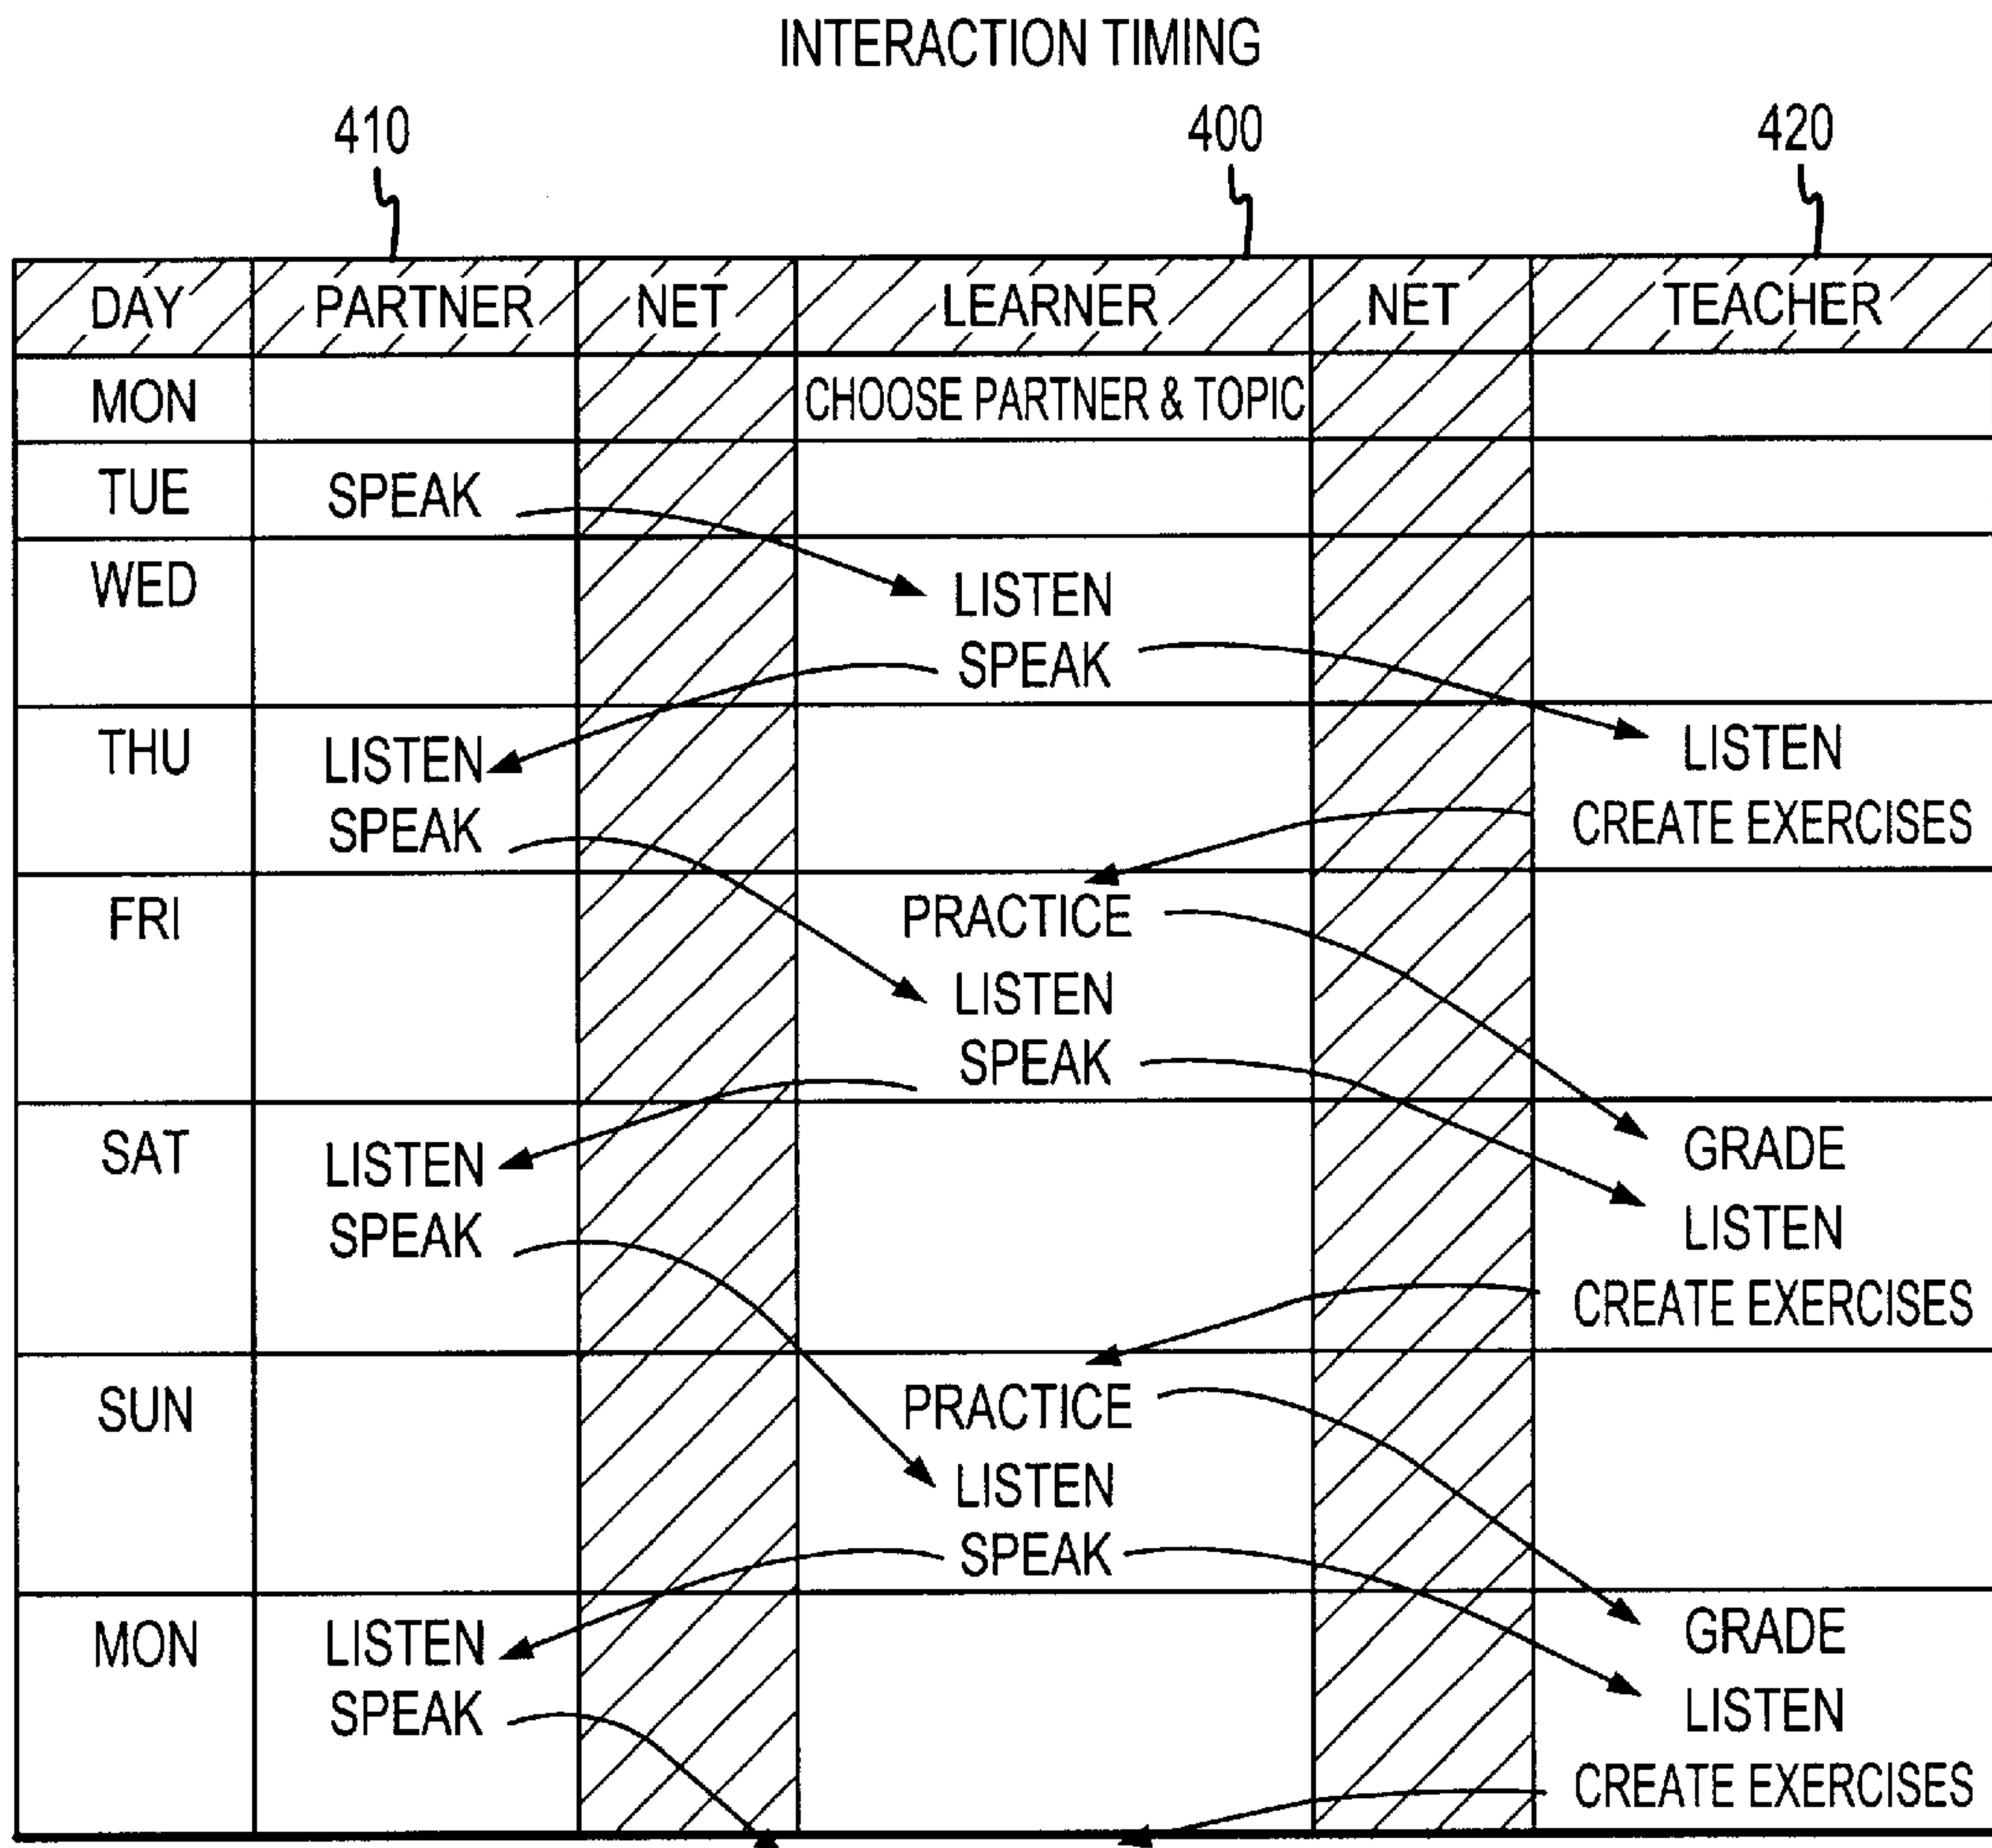 INTERACTION TIMING
410 400 420
DAY PARTNER NET LEARNER NET TEACHER
MON CHOOSE PARTNER & TOPIC
TUE SPEAK
WED LISTEN
SPEAK
THU LISTEN LISTEN
SPEAK CREATE EXERCISES
FRI PRACTICE
LISTEN
SPEAK
SAT LISTEN GRADE
SPEAK LISTEN
CREATE EXERCISES
SUN PRACTICE
LISTEN
SPEAK
MON LISTEN GRADE
SPEAK LISTEN
CREATE EXERCISES